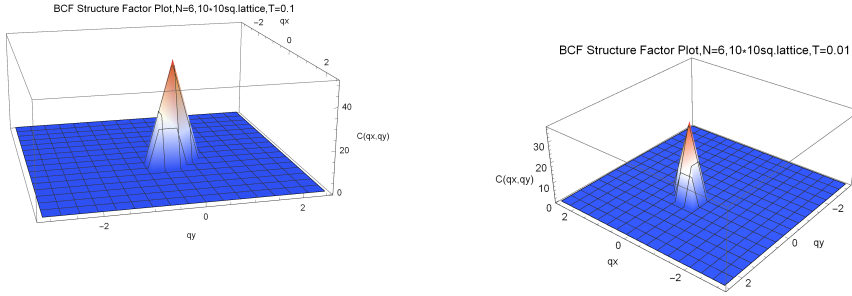 BCF Structure Factor Plot,N=6,10*10sq.lattice,T=0.1
qx
−2
0
2
40
C(qx,qy)
20
0
−2
0
2
qy
BCF Structure Factor Plot,N=6,10*10sq.lattice,T=0.01
30
C(qx,qy)
20
10
0
2
0
qx
−2
−2
0
qy
2